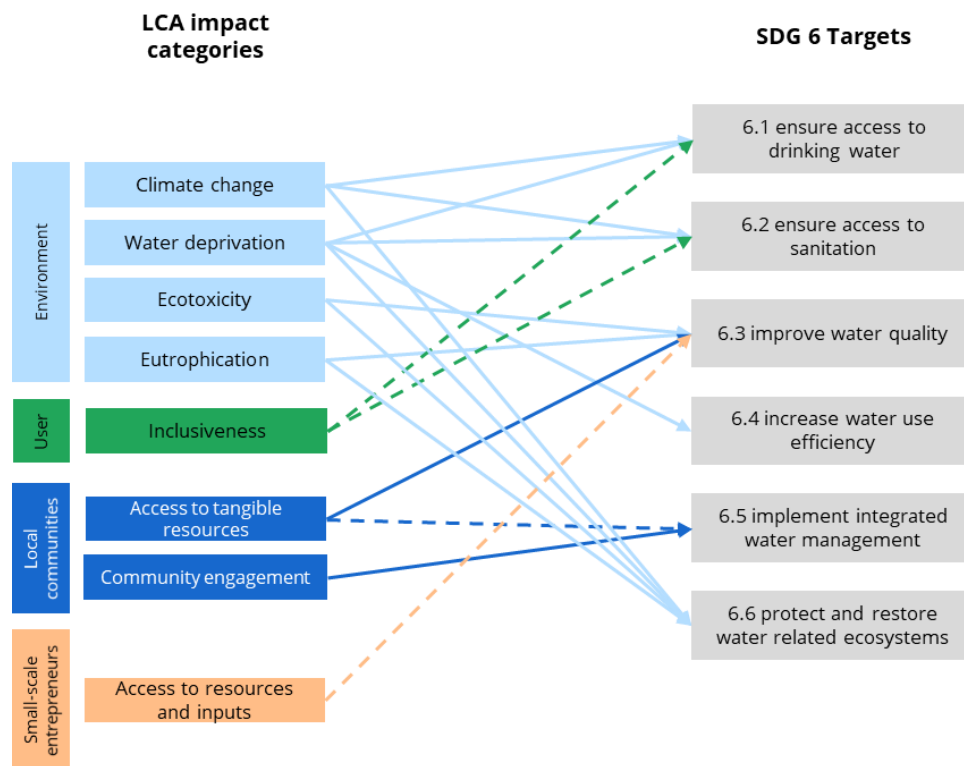 LCA impact
categories
SDG 6 Targets
Environment
Climate change
Water deprivation
Ecotoxicity
Eutrophication
User
Inclusiveness
Local
communities
Access to tangible
resources
Community engagement
Small-scale
entrepreneurs
Access to resources
and inputs
6.1 ensure access to
drinking water
6.2 ensure access to
sanitation
6.3 improve water quality
6.4 increase water use
efficiency
6.5 implement integrated
water management
6.6 protect and restore
water related ecosystems